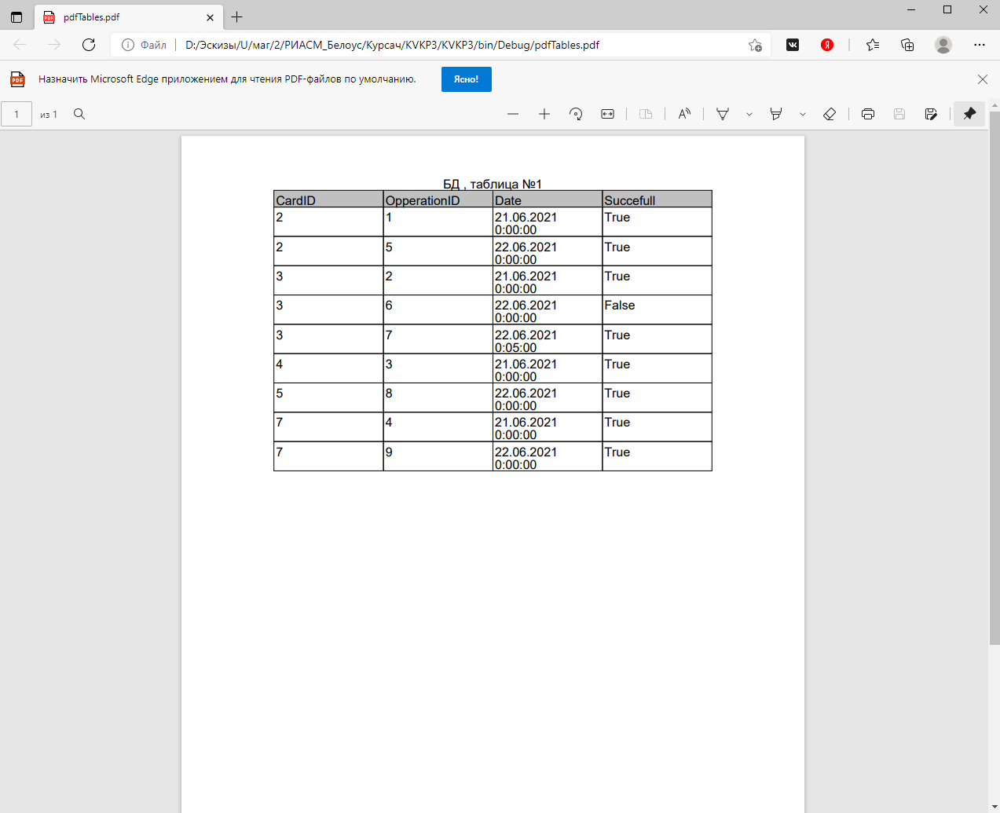 pdfTables.pdf
Файл
D:/Эскизы/U/маг/2/РИАСМ_Белоус/Курсач/KVKP3/KVKP3/bin/Debug/pdfTables.pdf
Назначить Microsoft Edge приложением для чтения PDF-файлов по умолчанию. Ясно!
1 из 1
БД , таблица №1
CardID OpperationID Date Succefull
2 1 21.06.2021 True
0:00:00
2 5 22.06.2021 True
0:00:00
3 2 21.06.2021 True
0:00:00
3 6 22.06.2021 False
0:00:00
3 7 22.06.2021 True
0:05:00
4 3 21.06.2021 True
0:00:00
5 8 22.06.2021 True
0:00:00
7 4 21.06.2021 True
0:00:00
7 9 22.06.2021 True
0:00:00